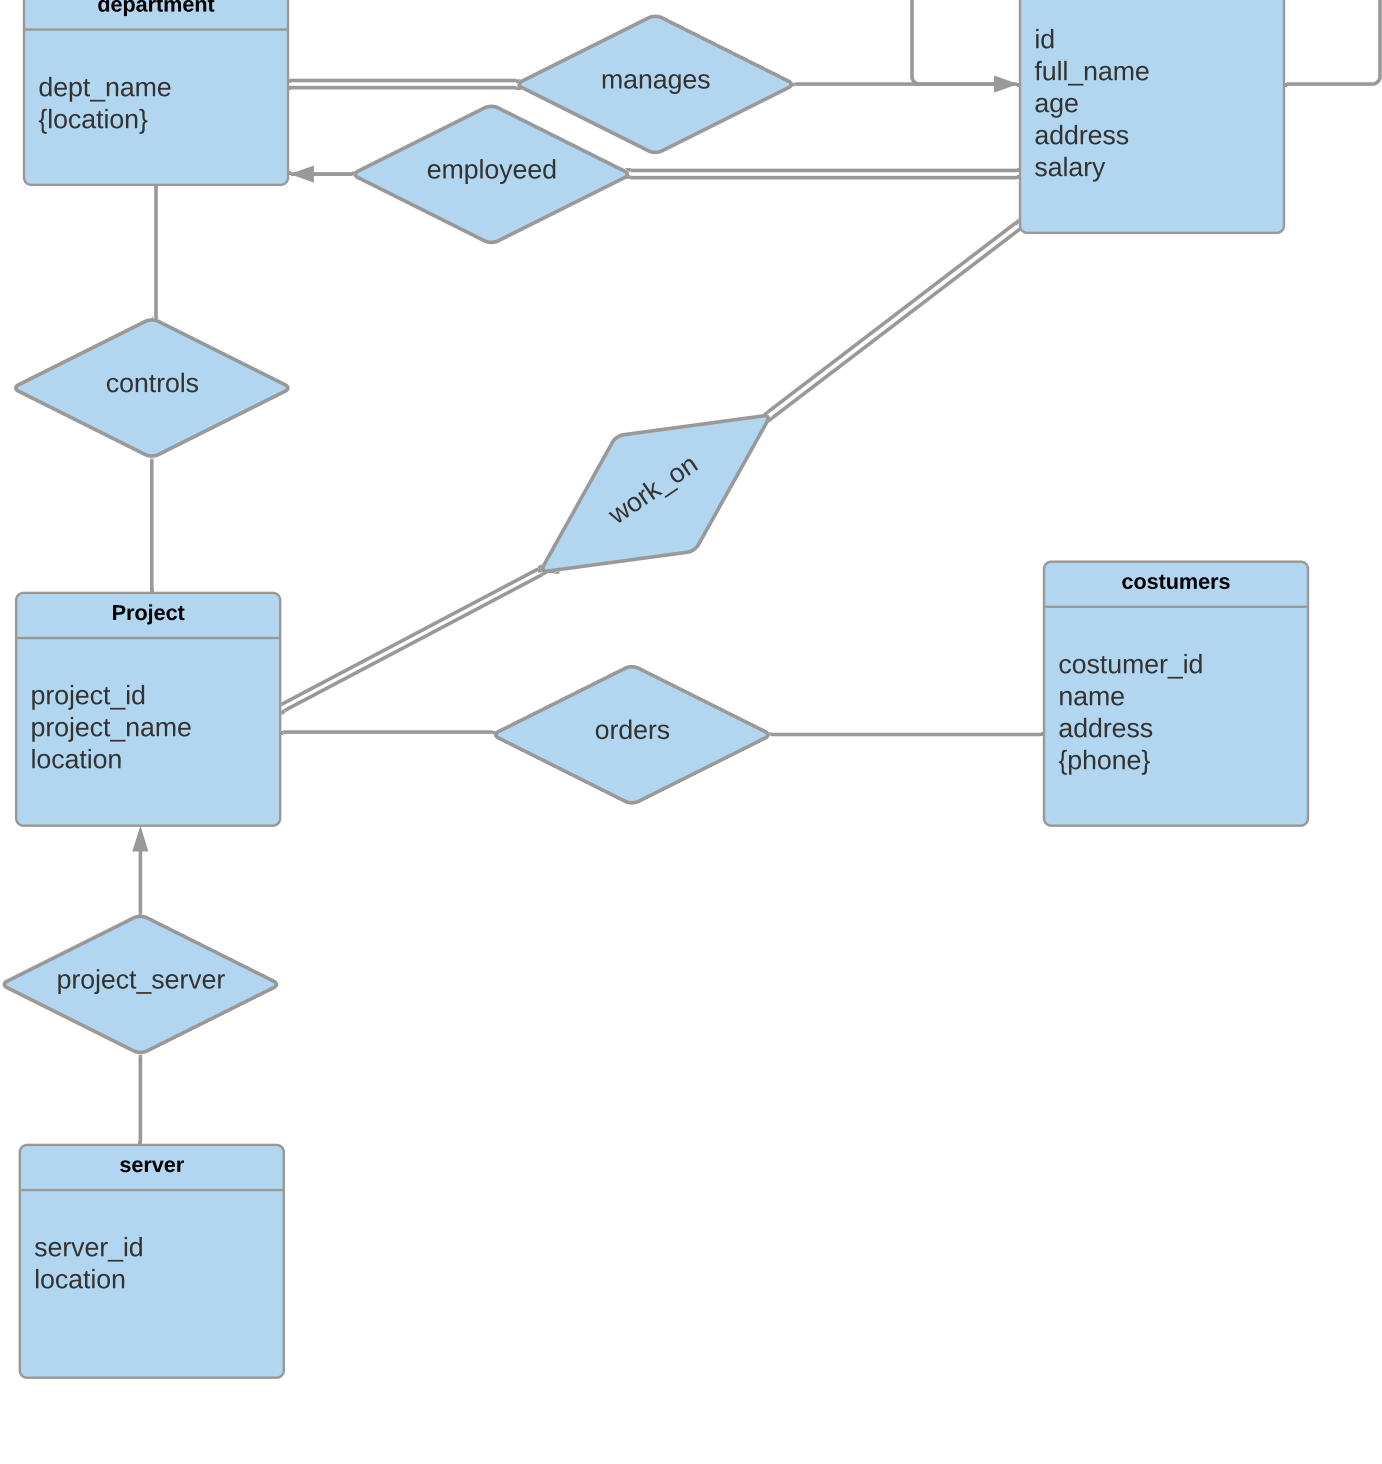 department
dept_name
{location}
manages
employeed
id
full_name
age
address
salary
controls
work_on
Project
project_id
project_name
location
orders
costumers
costumer_id
name
address
{phone}
project_server
server
server_id
location